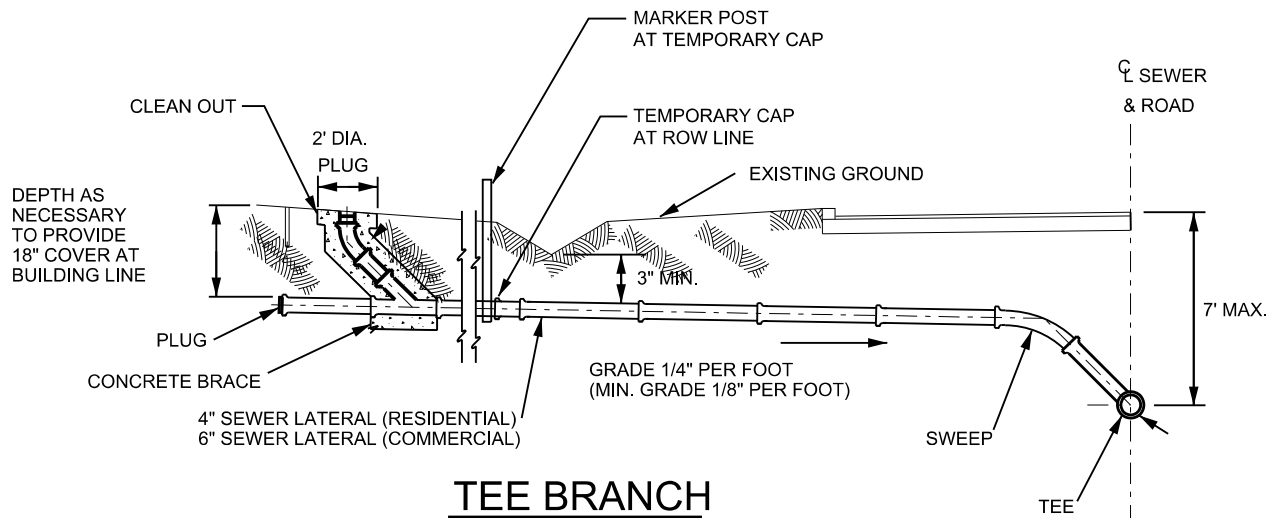 MARKER POST
AT TEMPORARY CAP
℄ SEWER
& ROAD
CLEAN OUT
2' DIA.
PLUG
TEMPORARY CAP
AT ROW LINE
EXISTING GROUND
DEPTH AS
NECESSARY
TO PROVIDE
18" COVER AT
BUILDING LINE
3" MIN.
7' MAX.
PLUG
CONCRETE BRACE
GRADE 1/4" PER FOOT
(MIN. GRADE 1/8" PER FOOT)
4" SEWER LATERAL (RESIDENTIAL)
6" SEWER LATERAL (COMMERCIAL)
SWEEP
TEE BRANCH
TEE